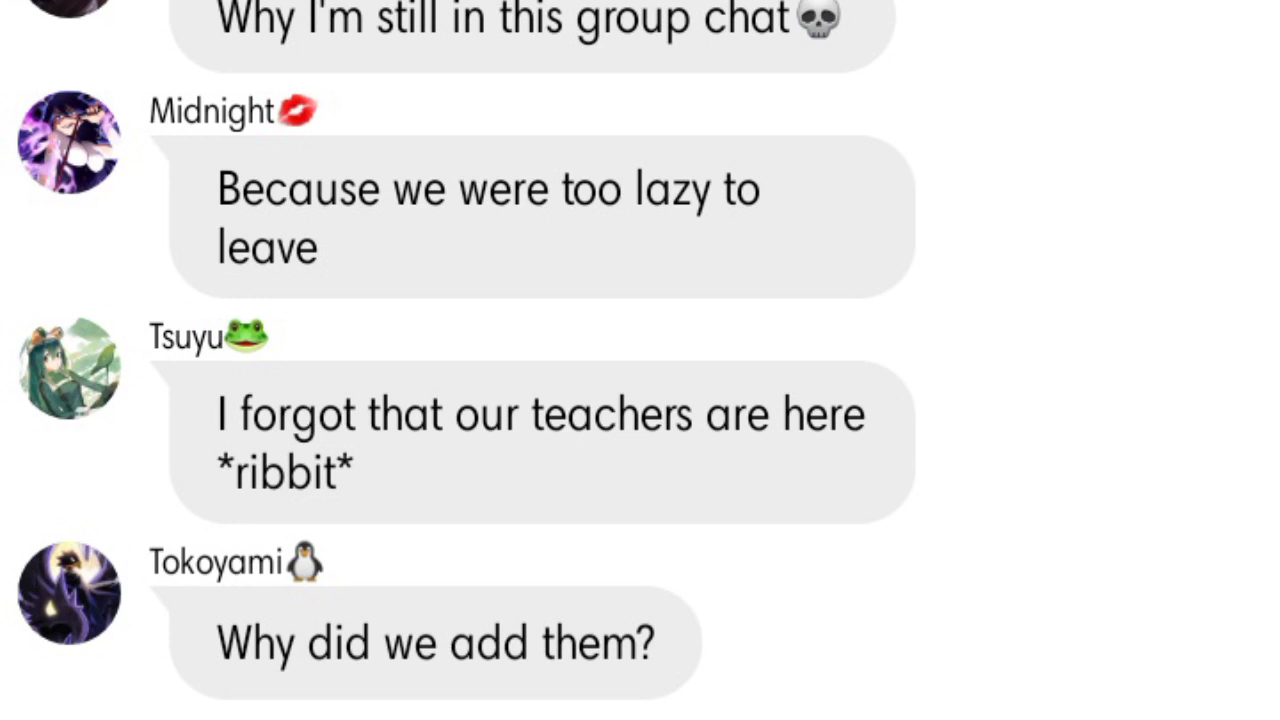 Why I'm still in this group chat💀
Midnight💋
Because we were too lazy to
leave
Tsuyu🐸
I forgot that our teachers are here
*ribbit*
Tokoyami🐧
Why did we add them?